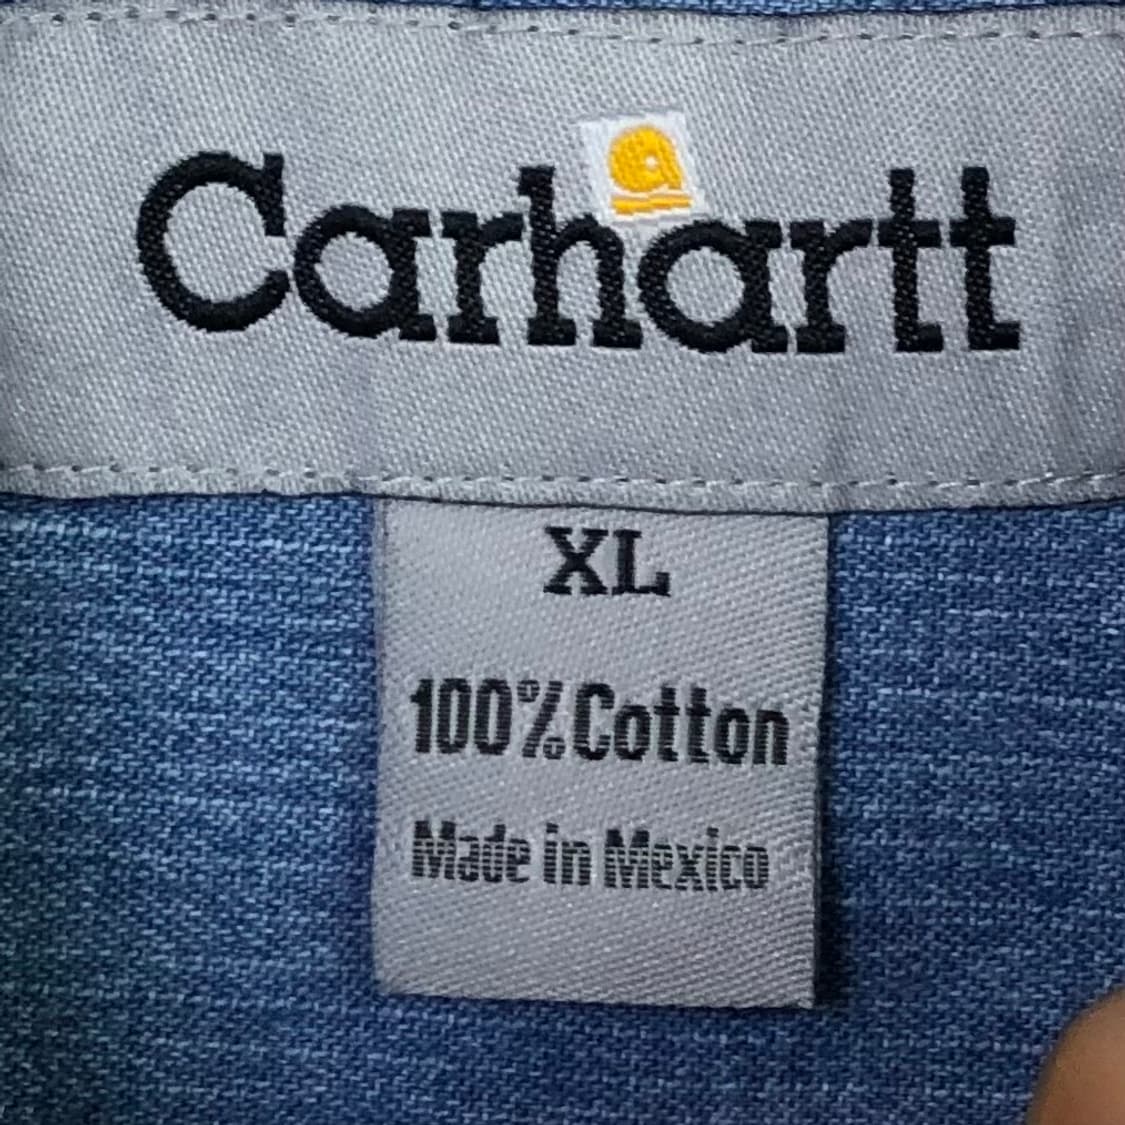 Carhartt
XL
100% Cotton
Made in Mexico